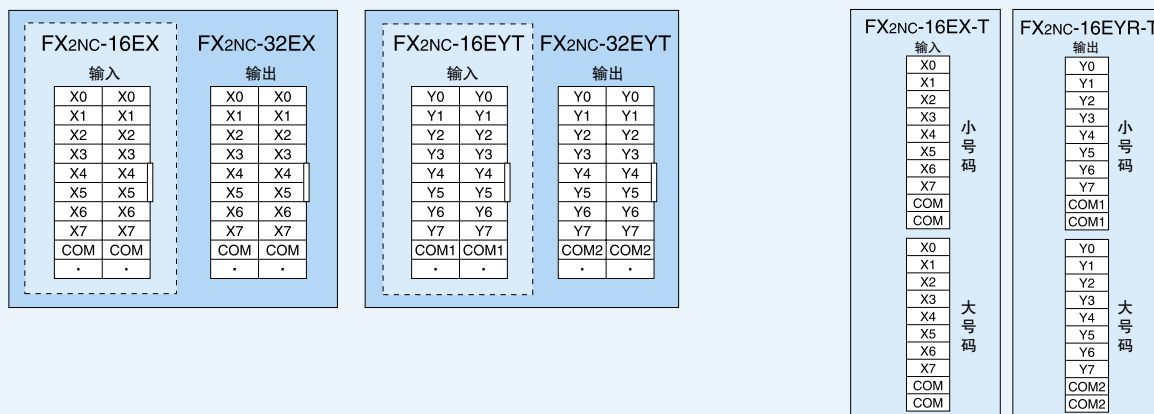 FX2NC-16EX FX2NC-32EX
输入 输出
X0 X0 X0 X0
X1 X1 X1 X1
X2 X2 X2 X2
X3 X3 X3 X3
X4 X4 X4 X4
X5 X5 X5 X5
X6 X6 X6 X6
X7 X7 X7 X7
COM COM COM COM
· · · ·
FX2NC-16EYT FX2NC-32EYT
输入 输出
Y0 Y0 Y0 Y0
Y1 Y1 Y1 Y1
Y2 Y2 Y2 Y2
Y3 Y3 Y3 Y3
Y4 Y4 Y4 Y4
Y5 Y5 Y5 Y5
Y6 Y6 Y6 Y6
Y7 Y7 Y7 Y7
COM1 COM1 COM2 COM2
· · · ·
FX2NC-16EX-T
输入
X0
X1
X2
X3
X4
X5
X6
X7
COM
COM
小号码
X0
X1
X2
X3
X4
X5
X6
X7
COM
COM
大号码
FX2NC-16EYR-T
输出
Y0
Y1
Y2
Y3
Y4
Y5
Y6
Y7
COM1
COM1
小号码
Y0
Y1
Y2
Y3
Y4
Y5
Y6
Y7
COM2
COM2
大号码